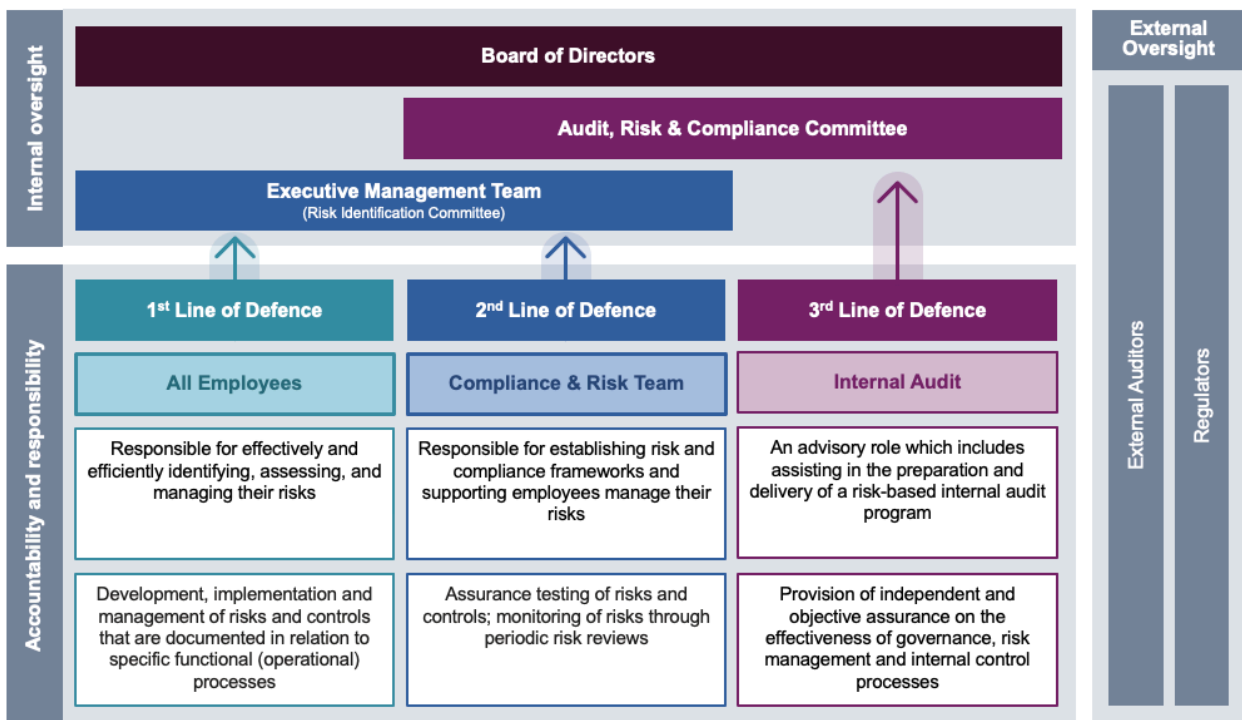 Internal oversight
Board of Directors
Audit, Risk & Compliance Committee
Executive Management Team
(Risk Identification Committee)
Accountability and responsibility
1st Line of Defence
All Employees
Responsible for effectively and
efficiently identifying, assessing, and
managing their risks
Development, implementation and
management of risks and controls
that are documented in relation to
specific functional (operational)
processes
2nd Line of Defence
Compliance & Risk Team
Responsible for establishing risk and
compliance frameworks and
supporting employees manage their
risks
Assurance testing of risks and
controls; monitoring of risks through
periodic risk reviews
3rd Line of Defence
Internal Audit
An advisory role which includes
assisting in the preparation and
delivery of a risk-based internal audit
program
Provision of independent and
objective assurance on the
effectiveness of governance, risk
management and internal control
processes
External
Oversight
External Auditors
Regulators